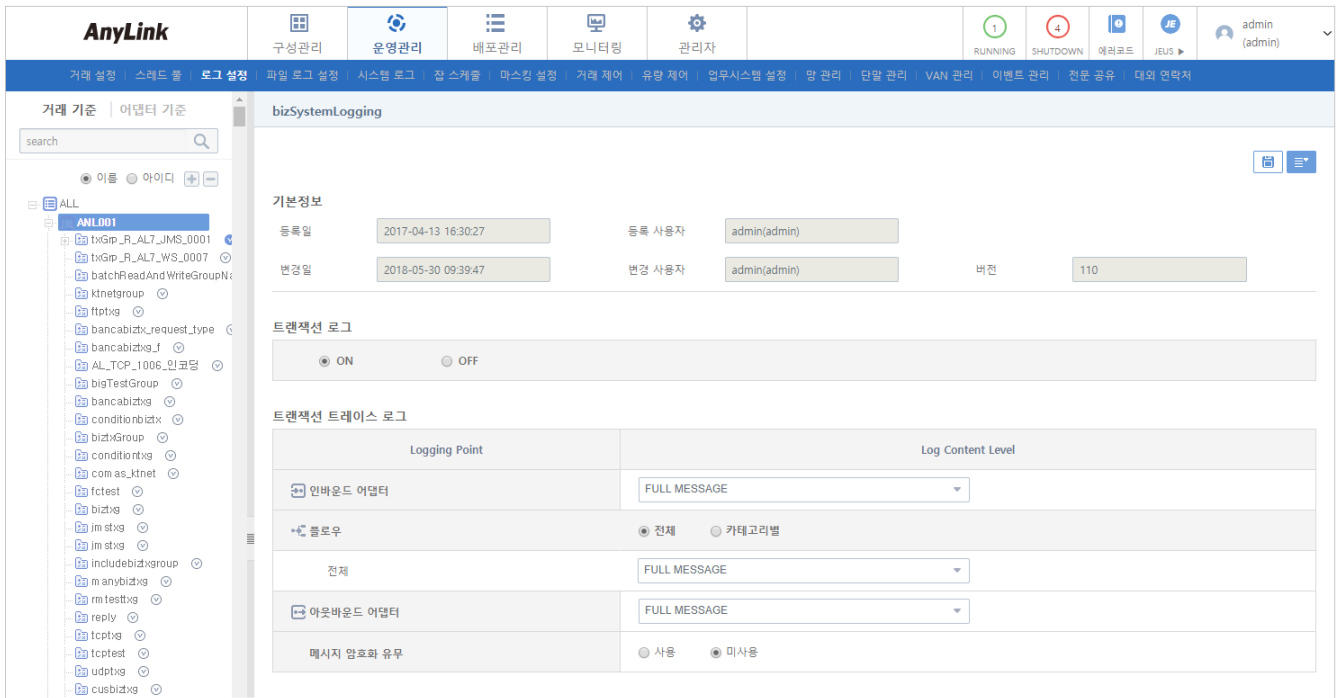 AnyLink
구성관리
운영관리
배포관리
모니터링
관리자
1
RUNNING
4
SHUTDOWN
에러코드
JE
JEUS ▶
admin
(admin)
거래 설정 | 스레드 풀 | 로그 설정 | 파일 로그 설정 | 시스템 로그 | 잡 스케줄 | 마스킹 설정 | 거래 제어 | 유량 제어 | 업무시스템 설정 | 망 관리 | 단말 관리 | VAN 관리 | 이벤트 관리 | 전문 공유 | 대외 연락처
거래 기준 | 어댑터 기준
search
이름 아이디
ALL
ANL001
txGrp_R_AL7_JMS_0001
txGrp_R_AL7_WS_0007
batchReadAndWriteGroupNa
ktnetgroup
ftptxg
bancabiztx_request_type
bancabiztxg_f
AL_TCP_1006_인코딩
bigTestGroup
bancabiztxg
conditionbiztx
biztxGroup
conditiontxg
comas_ktnet
fctest
biztxg
jmstxg
jmstxg
includebiztxgroup
manybiztxg
rmtesttxg
reply
tcptxg
tcptest
udptxg
cusbiztxg
bizSystemLogging
기본정보
등록일 2017-04-13 16:30:27 등록 사용자 admin(admin)
변경일 2018-05-30 09:39:47 변경 사용자 admin(admin) 버전 110
트랜잭션 로그
ON OFF
트랜잭션 트레이스 로그
Logging Point Log Content Level
인바운드 어댑터 FULL MESSAGE
플로우 전체 카테고리별
전체 FULL MESSAGE
아웃바운드 어댑터 FULL MESSAGE
메시지 암호화 유무 사용 미사용